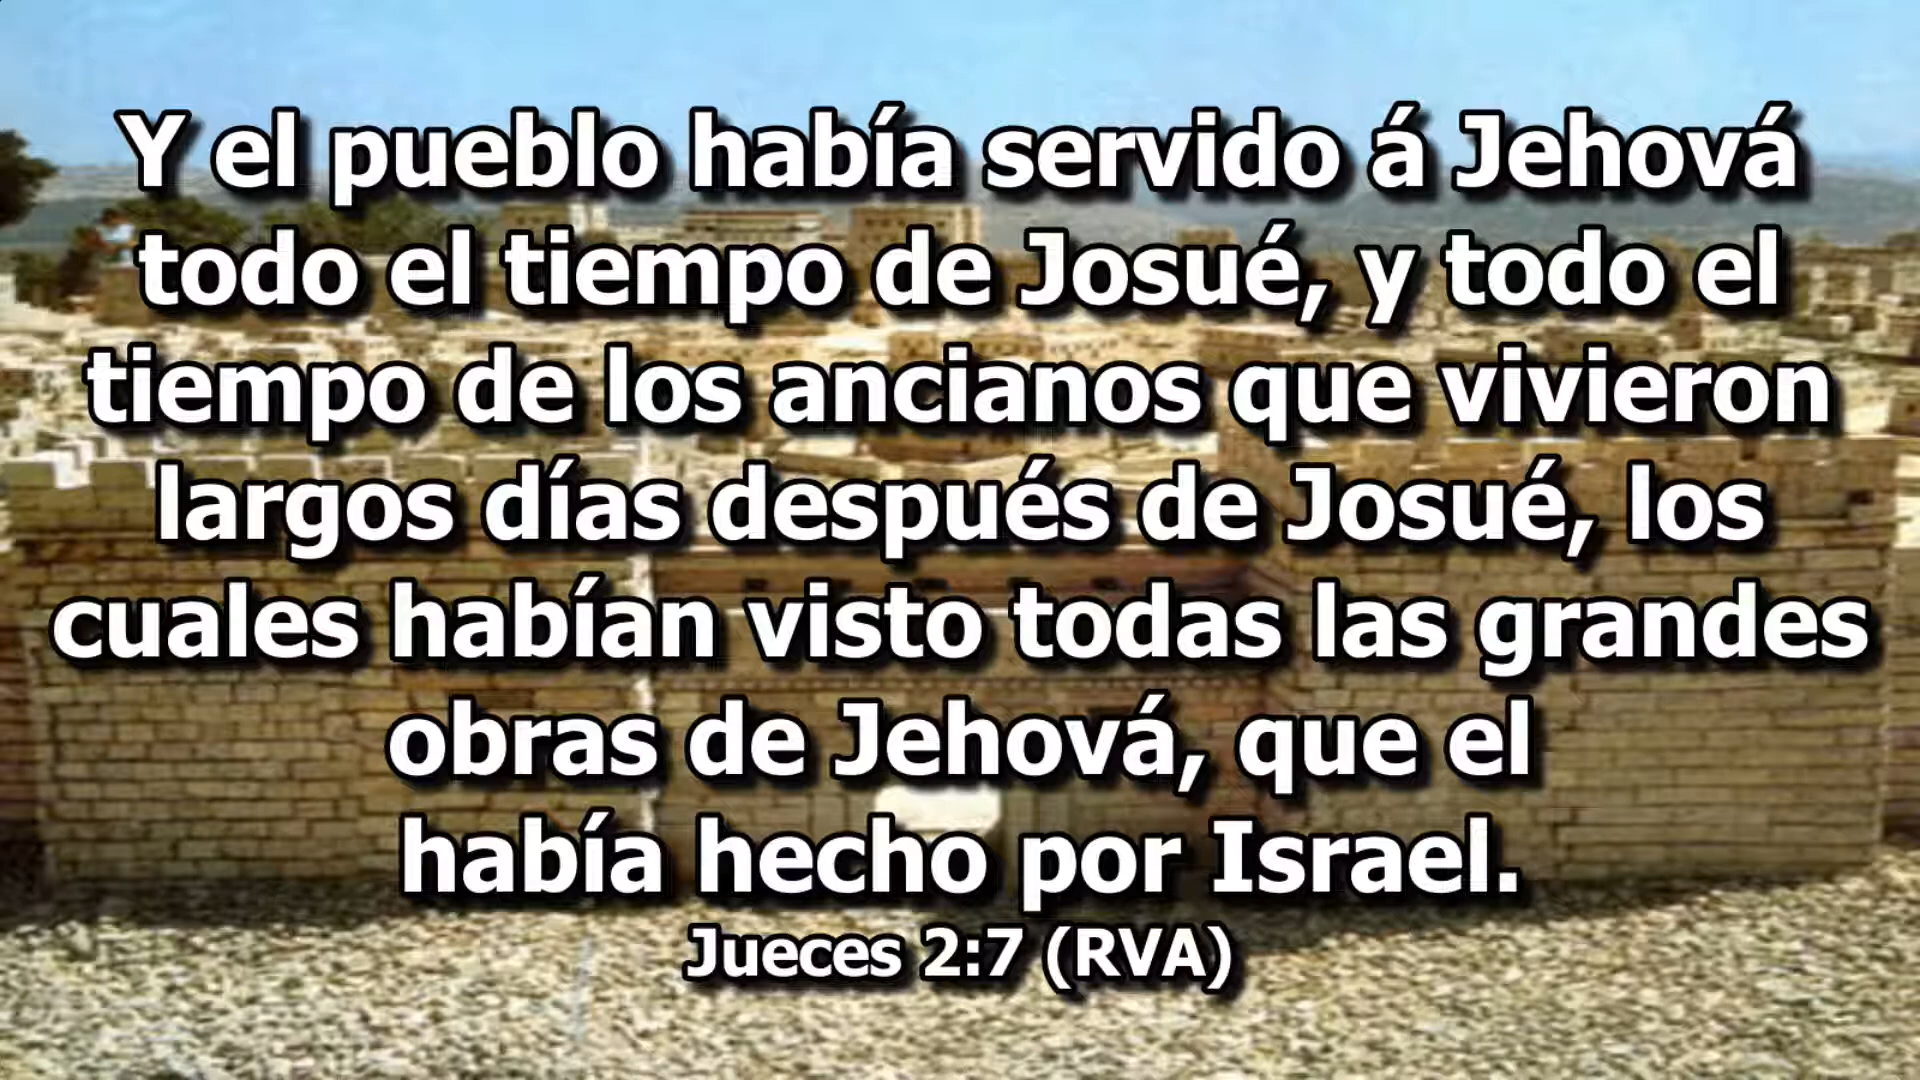 Y el pueblo había servido á Jehová
todo el tiempo de Josué, y todo el
tiempo de los ancianos que vivieron
largos días después de Josué, los
cuales habían visto todas las grandes
obras de Jehová, que el
había hecho por Israel.
Jueces 2:7 (RVA)